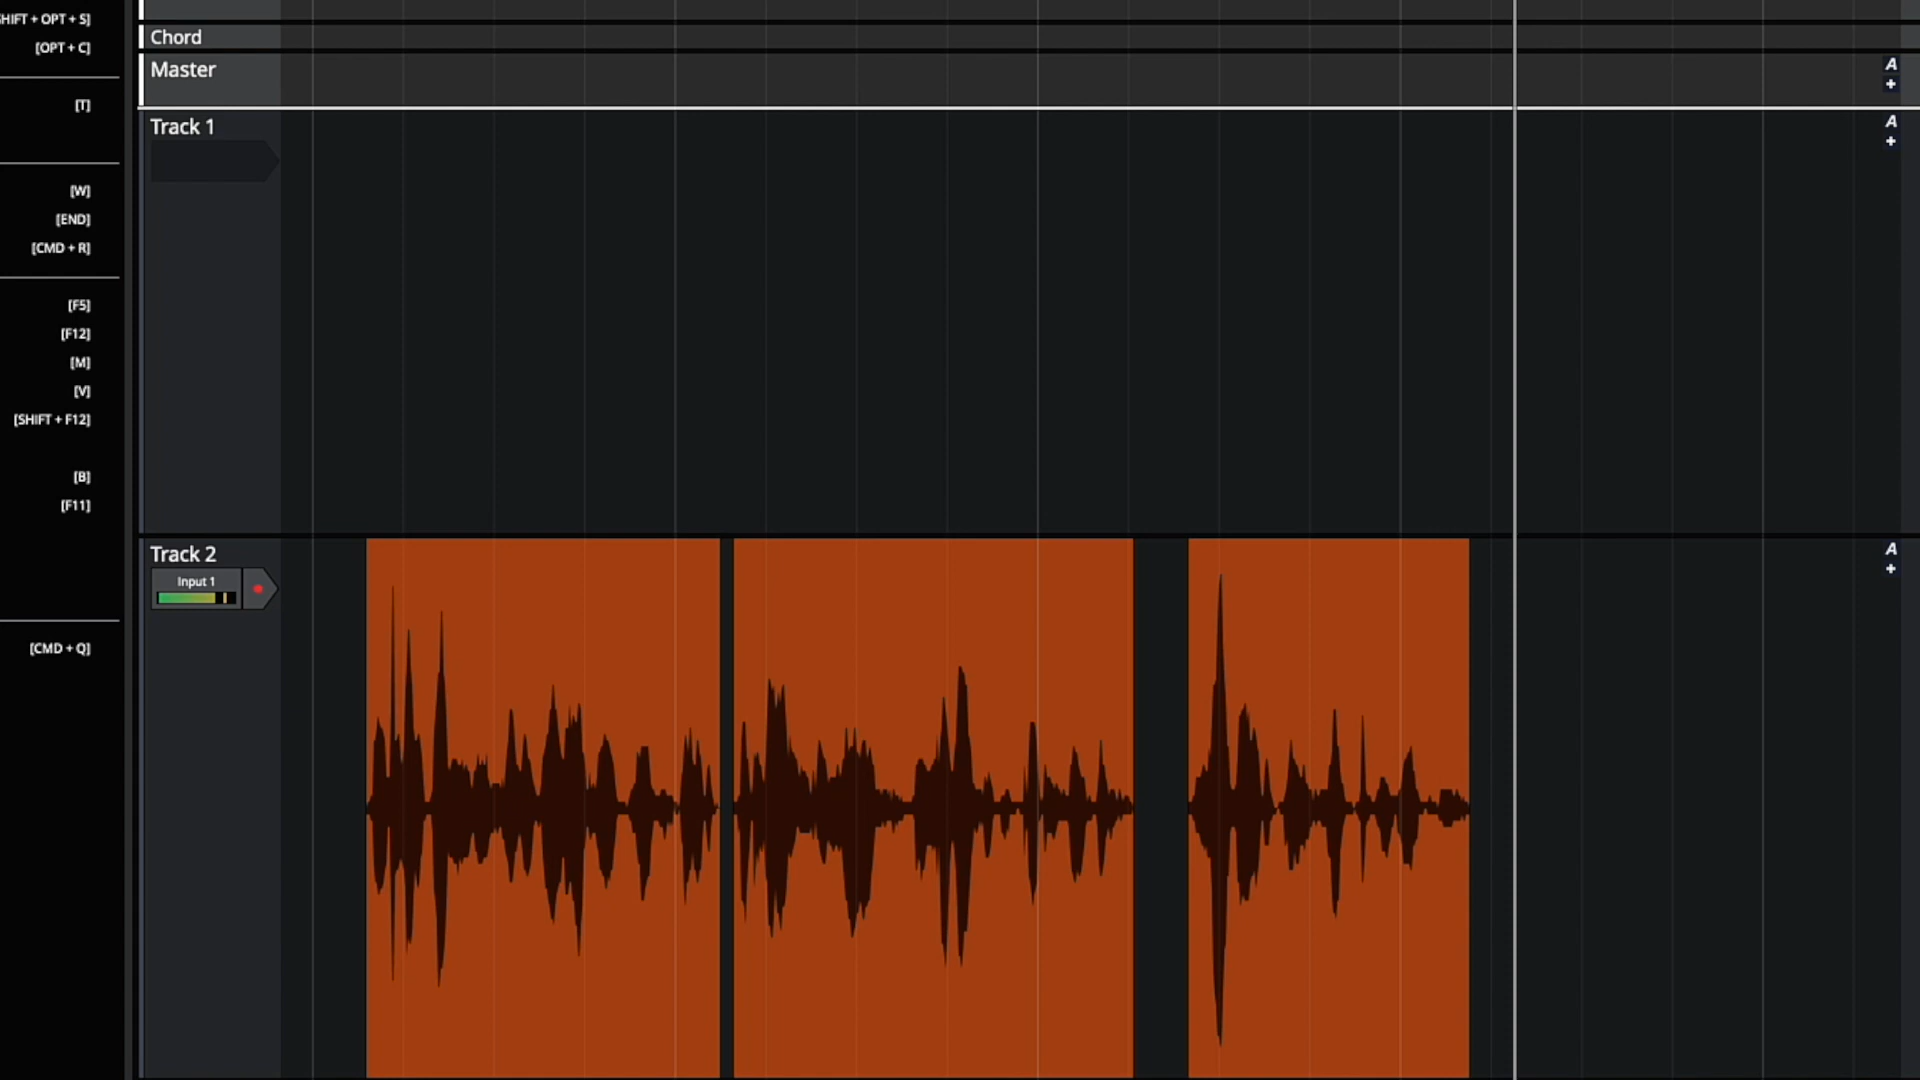 SHIFT + OPT + S]
[OPT + C]
[T]
[W]
[END]
[CMD + R]
[F5]
[F12]
[M]
[V]
[SHIFT + F12]
[B]
[F11]
[CMD + Q]
Chord
Master
A
+
Track 1
A
+
Track 2
Input 1
A
+